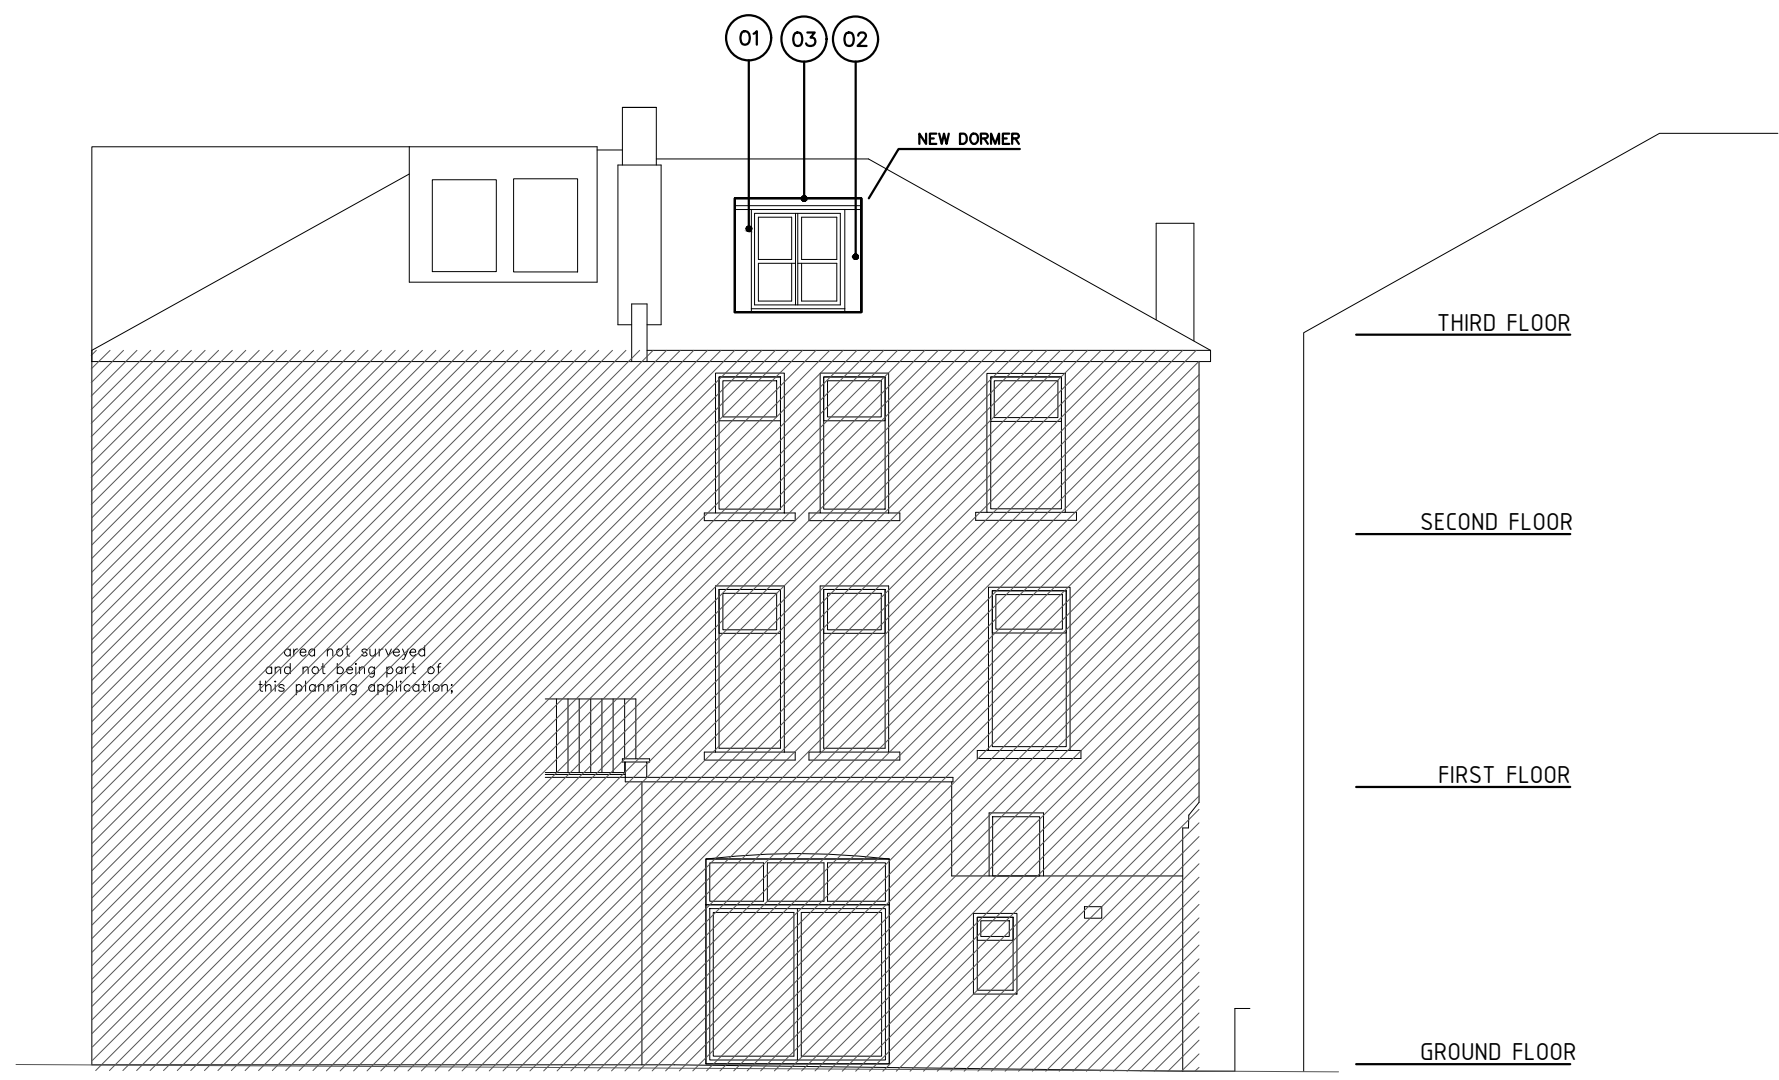 01 03 02
NEW DORMER
THIRD FLOOR
SECOND FLOOR
area not surveyed
and not being part of
this planning application;
FIRST FLOOR
GROUND FLOOR